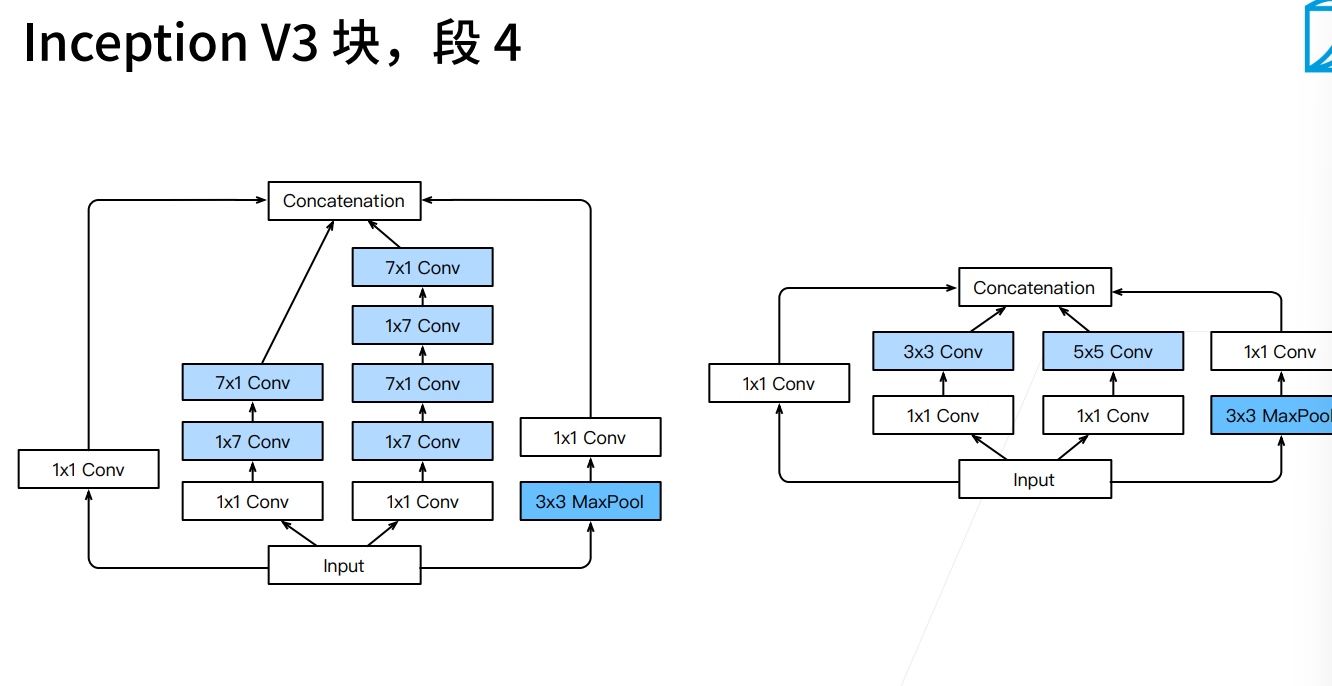 Inception V3 块，段 4
Concatenation
7x1 Conv
1x7 Conv
7x1 Conv
7x1 Conv
1x7 Conv
1x7 Conv
1x1 Conv
1x1 Conv
1x1 Conv
1x1 Conv
3x3 MaxPool
Input
Concatenation
3x3 Conv
5x5 Conv
1x1 Conv
1x1 Conv
1x1 Conv
1x1 Conv
3x3 MaxPool
Input